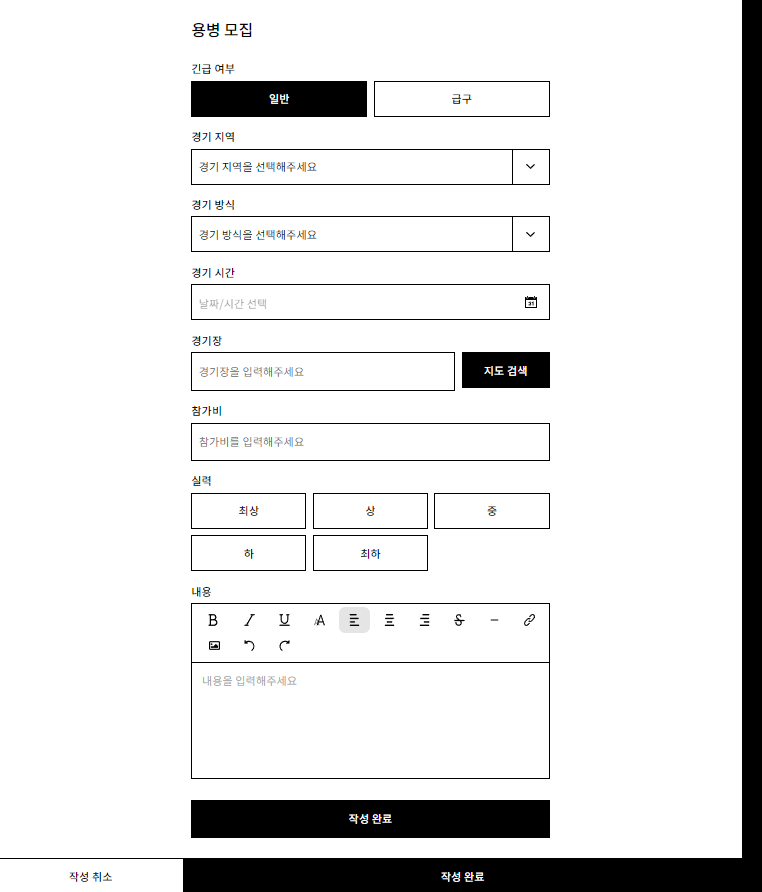 용병 모집
긴급 여부
일반 급구
경기 지역
경기 지역을 선택해주세요
경기 방식
경기 방식을 선택해주세요
경기 시간
날짜/시간 선택
31
경기장
경기장을 입력해주세요 지도 검색
참가비
참가비를 입력해주세요
실력
최상 상 중
하 최하
내용
B I U A S
내용을 입력해주세요
작성 완료
작성 취소 작성 완료